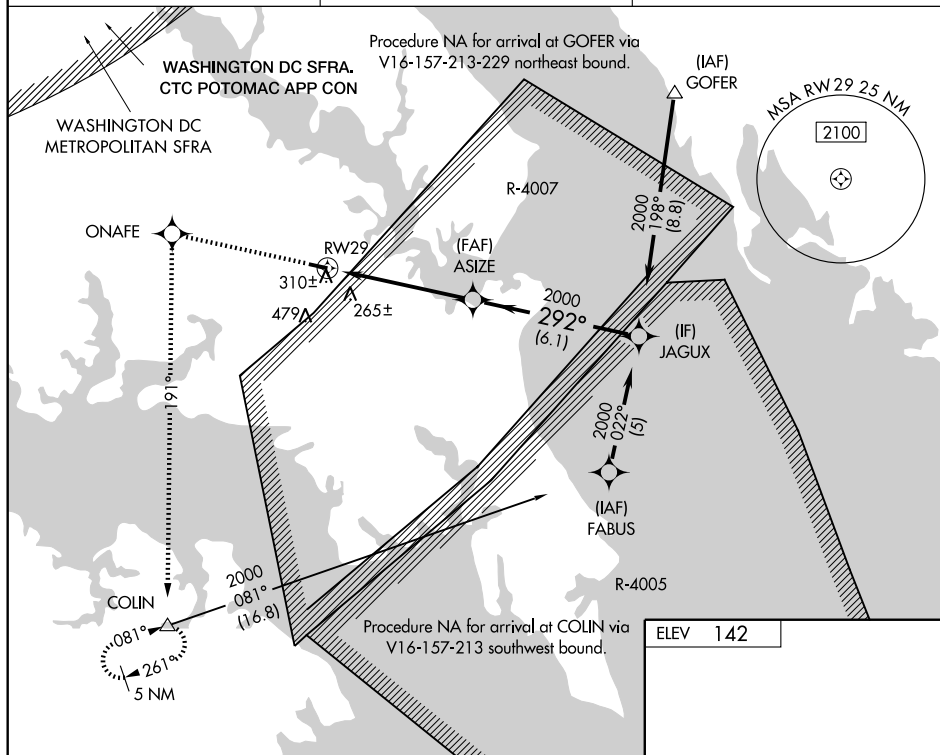 Procedure NA for arrival at GOFER via
V16-157-213-229 northeast bound.
WASHINGTON DC SFRA.
CTC POTOMAC APP CON
WASHINGTON DC
METROPOLITAN SFRA
(IAF)
GOFER
MSA RW 29 25 NM
2100
R-4007
2000
198°
(8.8)
ONAFE
RW29
310±
479
265±
(FAF)
ASIZE
2000
292°
(6.1)
(IF)
JAGUX
2000
022°
(5)
(IAF)
FABUS
191°
2000
081°
(16.8)
R-4005
COLIN
081°
261°
5 NM
Procedure NA for arrival at COLIN via
V16-157-213 southwest bound.
ELEV 142